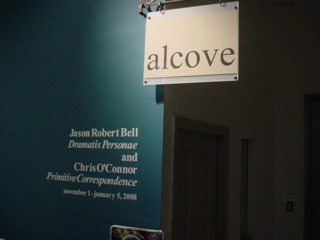 alcove
Jason Robert Bell
Dramatis Personae
and
Chris O'Connor
Primitive Correspondence
november 1 - january 5, 2008